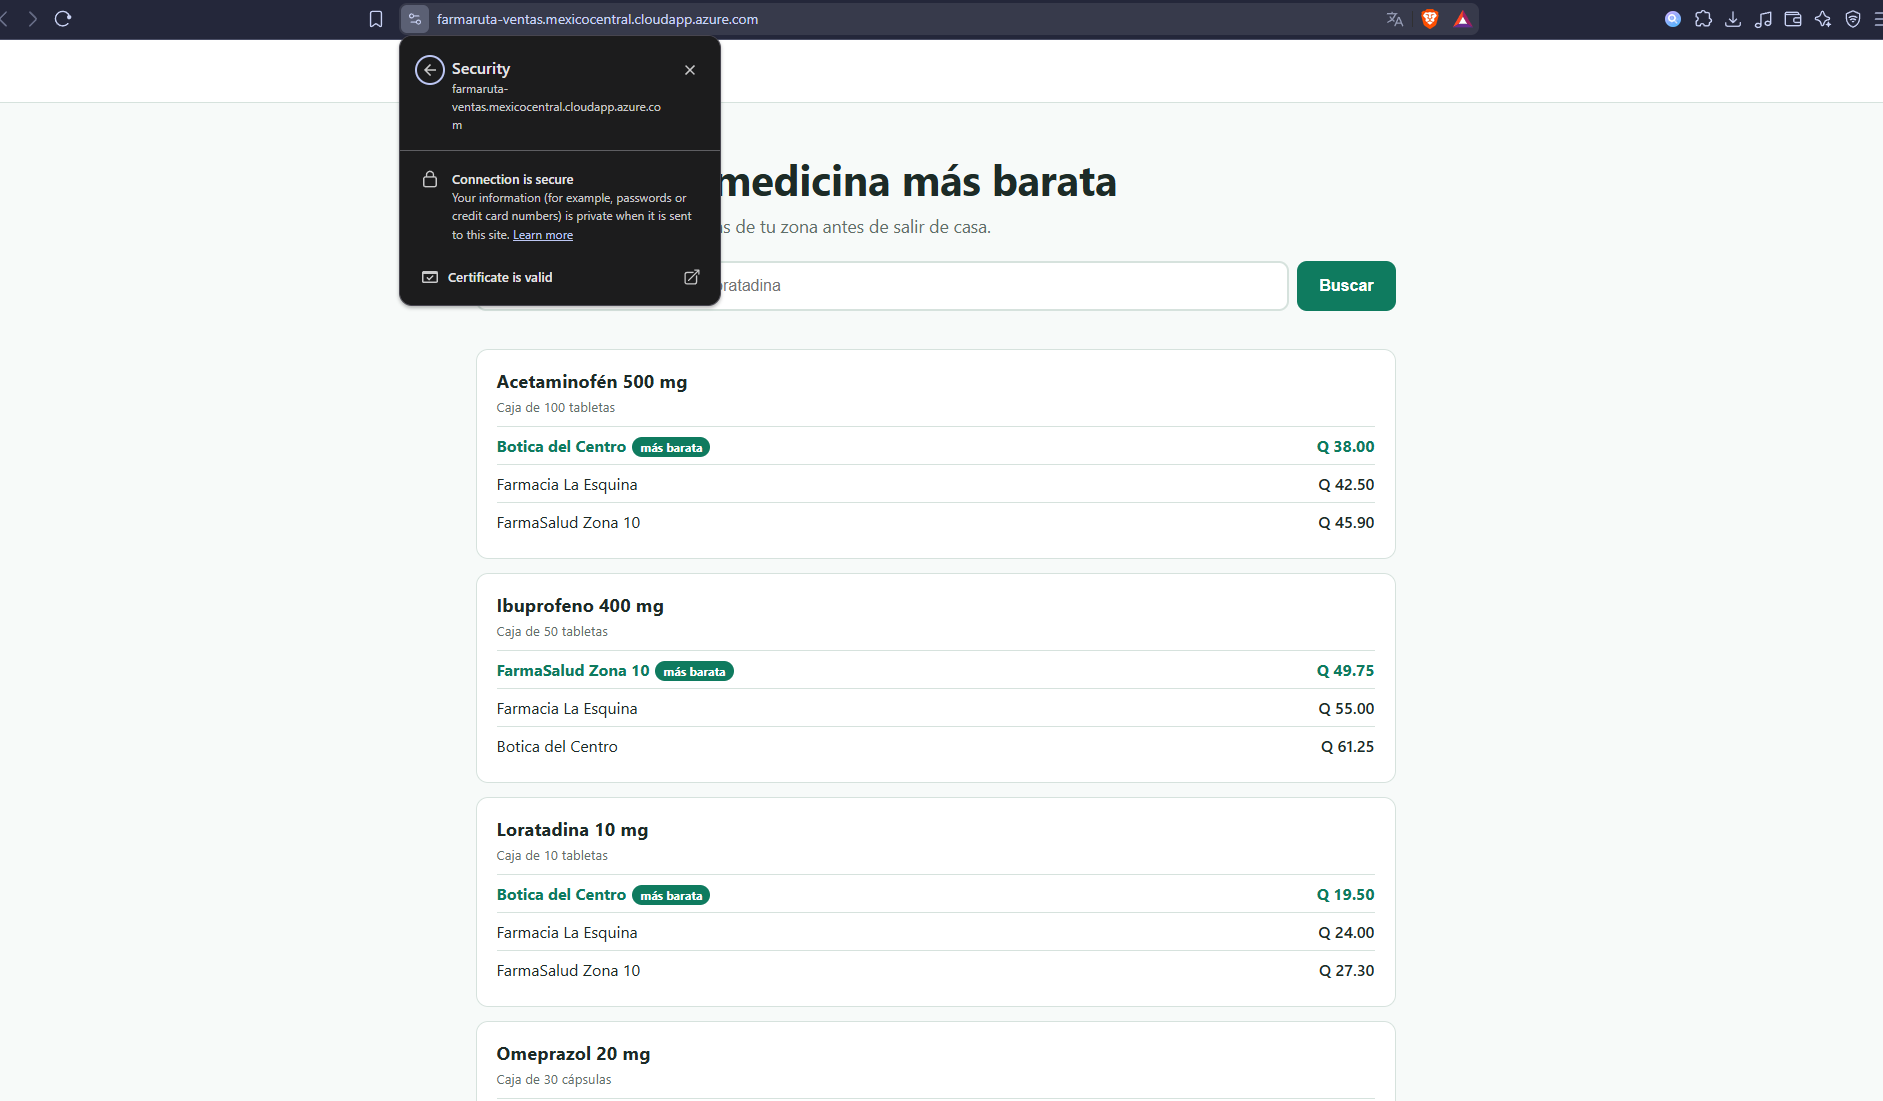 farmaruta-ventas.mexicocentral.cloudapp.azure.com
Security
farmaruta-
ventas.mexicocentral.cloudapp.azure.co
m
Connection is secure
Your information (for example, passwords or
credit card numbers) is private when it is sent
to this site. Learn more
Certificate is valid
medicina más barata
de tu zona antes de salir de casa.
Buscar
Acetaminofén 500 mg
Caja de 100 tabletas
Botica del Centro más barata Q 38.00
Farmacia La Esquina Q 42.50
FarmaSalud Zona 10 Q 45.90
Ibuprofeno 400 mg
Caja de 50 tabletas
FarmaSalud Zona 10 más barata Q 49.75
Farmacia La Esquina Q 55.00
Botica del Centro Q 61.25
Loratadina 10 mg
Caja de 10 tabletas
Botica del Centro más barata Q 19.50
Farmacia La Esquina Q 24.00
FarmaSalud Zona 10 Q 27.30
Omeprazol 20 mg
Caja de 30 cápsulas